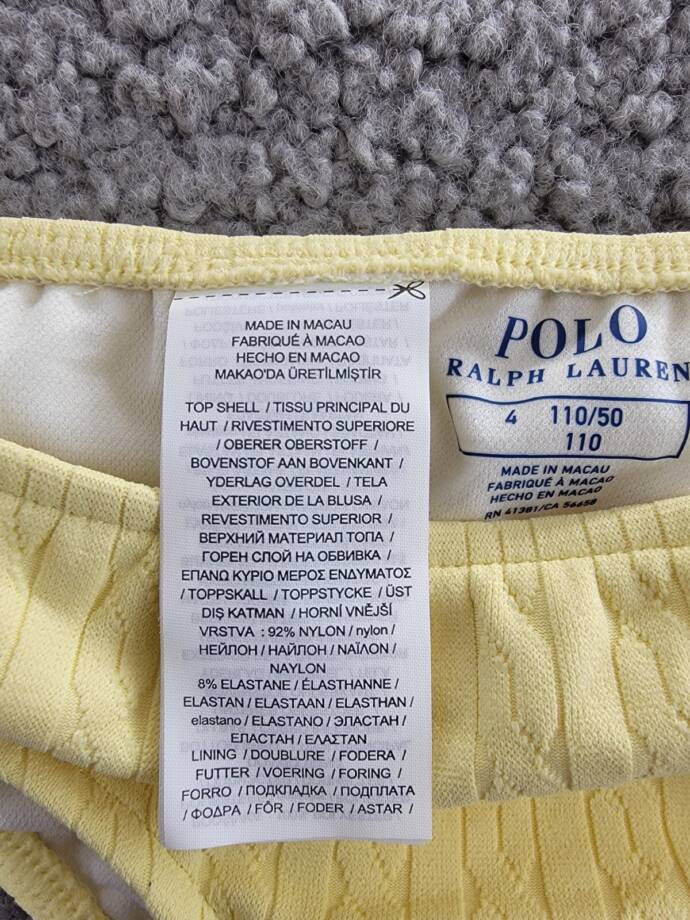 MADE IN MACAU
FABRIQUÉ À MACAO
HECHO EN MACAO
MAKAO'DA ÜRETİLMİŞTİR
TOP SHELL / TISSU PRINCIPAL DU
HAUT / RIVESTIMENTO SUPERIORE
/ OBERER OBERSTOFF /
BOVENSTOF AAN BOVENKANT /
YDERLAG OVERDEL / TELA
EXTERIOR DE LA BLUSA /
REVESTIMENTO SUPERIOR /
ВЕРХНИЙ МАТЕРИАЛ ТОПА /
ГОРЕН СЛОЙ НА ОБВИВКА /
ΕΠΑΝΩ ΚΥΡΙΟ ΜΕΡΟΣ ΕΝΔΥΜΑΤΟΣ
/ TOPPSKALL / TOPPSTYCKE / ÜST
DIŞ KATMAN / HORNÍ VNĚJŠÍ
VRSTVA : 92% NYLON / nylon /
НЕЙЛОН / НАЙЛОН / ΝΑΪΛΟΝ /
NAYLON
8% ELASTANE / ÉLASTHANNE /
ELASTAN / ELASTAAN / ELASTHAN /
elastano / ELASTANO / ЭЛАСТАН /
ЕЛАСТАН / ΕΛΑΣΤΑΝ
LINING / DOUBLURE / FODERA /
FUTTER / VOERING / FORING /
FORRO / ПОДКЛАДКА / ПОДПЛАТА
/ ΦΟΔΡΑ / FÔR / FODER / ASTAR /
POLO
RALPH LAUREN
4 110/50
110
MADE IN MACAU
FABRIQUÉ À MACAO
HECHO EN MACAO
RN 41381/CA 56658